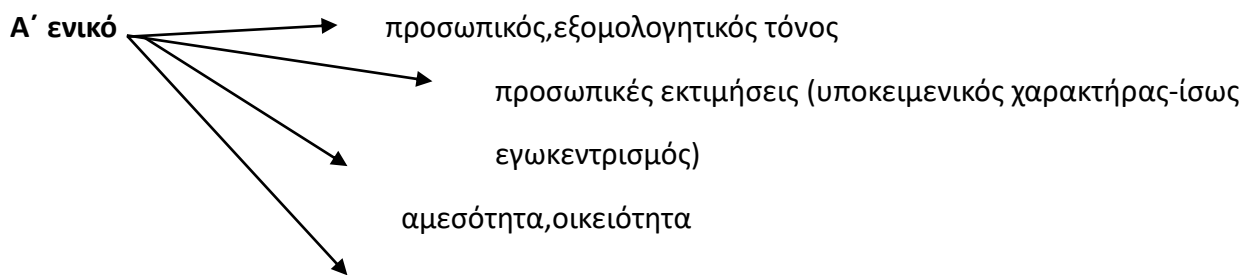 Α΄ ενικό προσωπικός,εξομολογητικός τόνος
προσωπικές εκτιμήσεις (υποκειμενικός χαρακτήρας-ίσως
εγωκεντρισμός)
αμεσότητα,οικειότητα